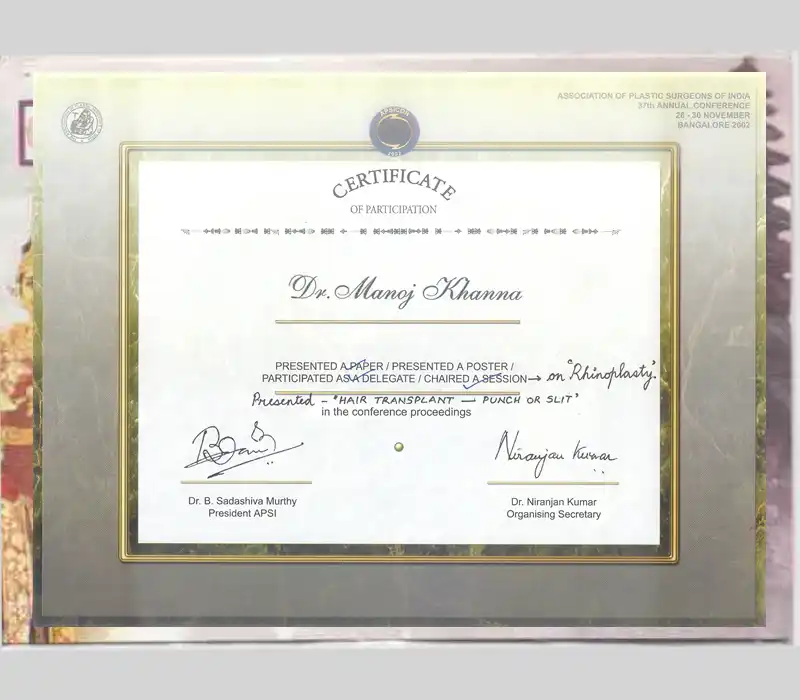 ASSOCIATION OF PLASTIC SURGEONS OF INDIA
37th ANNUAL CONFERENCE
26 - 30 NOVEMBER
BANGALORE 2002
APSICON
2002
CERTIFICATE
OF PARTICIPATION
Dr. Manoj Khanna
PRESENTED A PAPER / PRESENTED A POSTER /
PARTICIPATED AS A DELEGATE / CHAIRED A SESSION → on "Rhinoplasty".
Presented - "HAIR TRANSPLANT — PUNCH OR SLIT"
in the conference proceedings
Niranjan Kumar
Dr. B. Sadashiva Murthy
President APSI
Dr. Niranjan Kumar
Organising Secretary